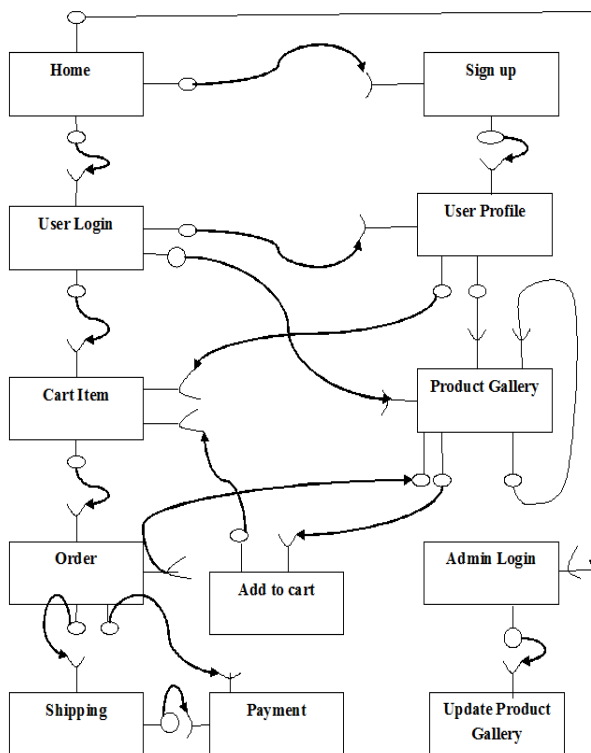 Home
Sign up
User Login
User Profile
Cart Item
Product Gallery
Order
Add to cart
Admin Login
Shipping
Payment
Update Product
Gallery